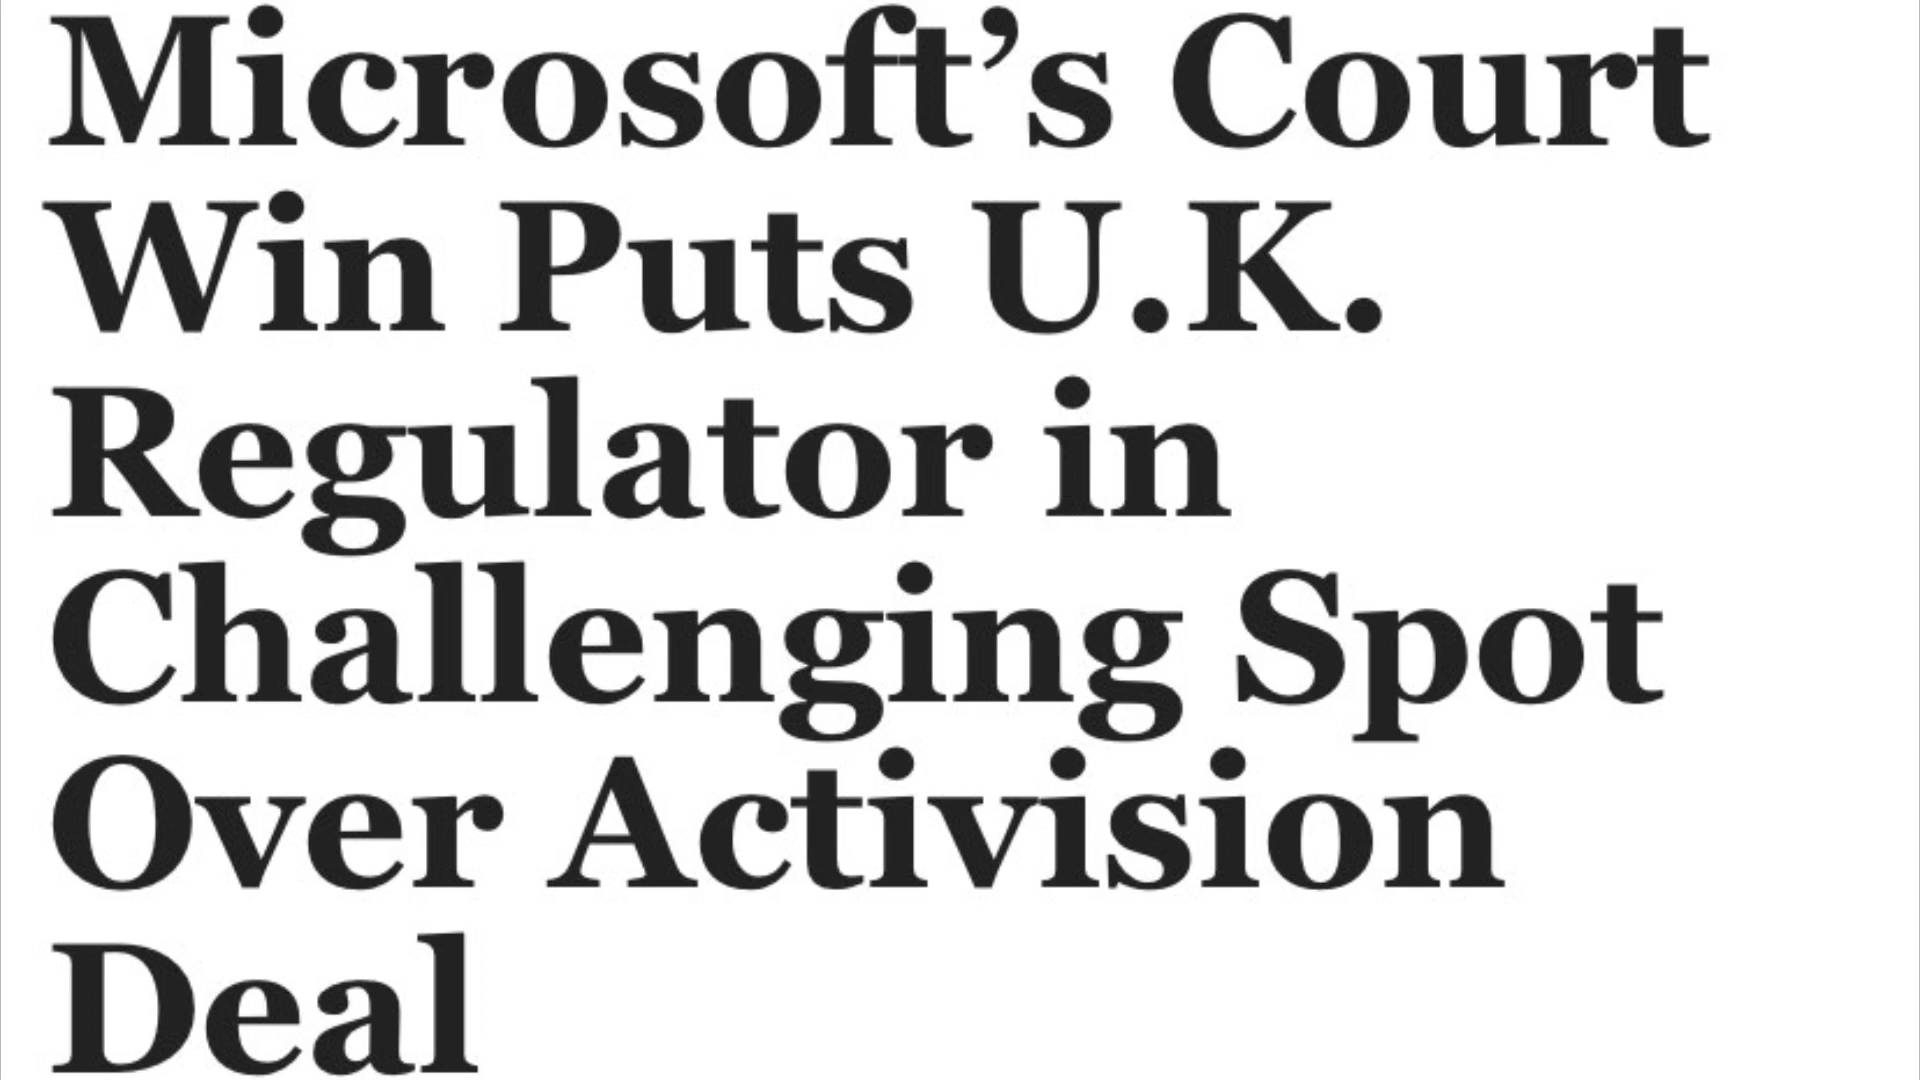 Microsoft’s Court
Win Puts U.K.
Regulator in
Challenging Spot
Over Activision
Deal